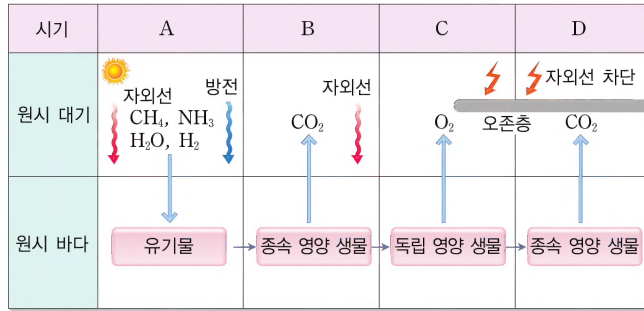 시기 A B C D
원시 대기
자외선 방전
CH₄, NH₃
H₂O, H₂
자외선
CO₂
O₂
오존층
자외선 차단
CO₂
원시 바다
유기물
종속 영양 생물
독립 영양 생물
종속 영양 생물